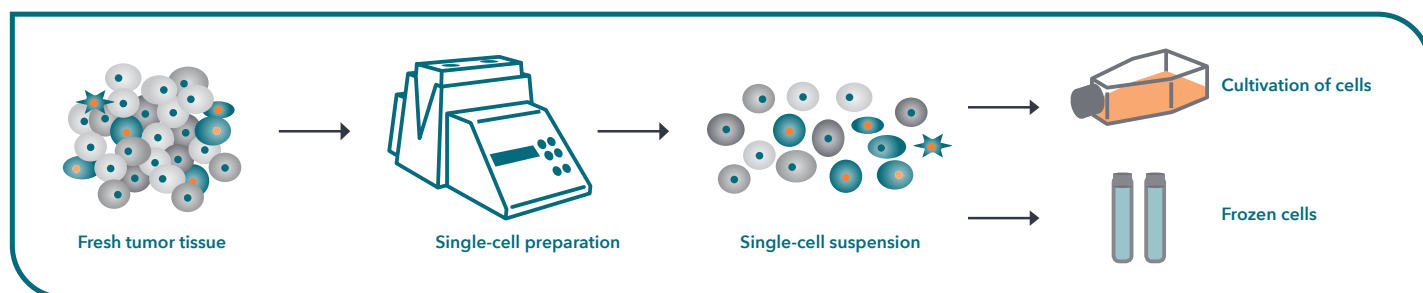 Fresh tumor tissue
Single-cell preparation
Single-cell suspension
Cultivation of cells
Frozen cells